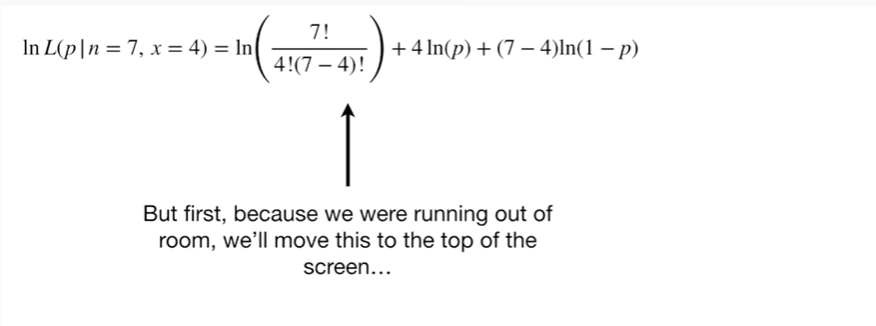 ln L(p|n = 7, x = 4) = ln(7!/(4!(7 – 4)!)) + 4 ln(p) + (7 – 4)ln(1 – p)
But first, because we were running out of
room, we'll move this to the top of the
screen…